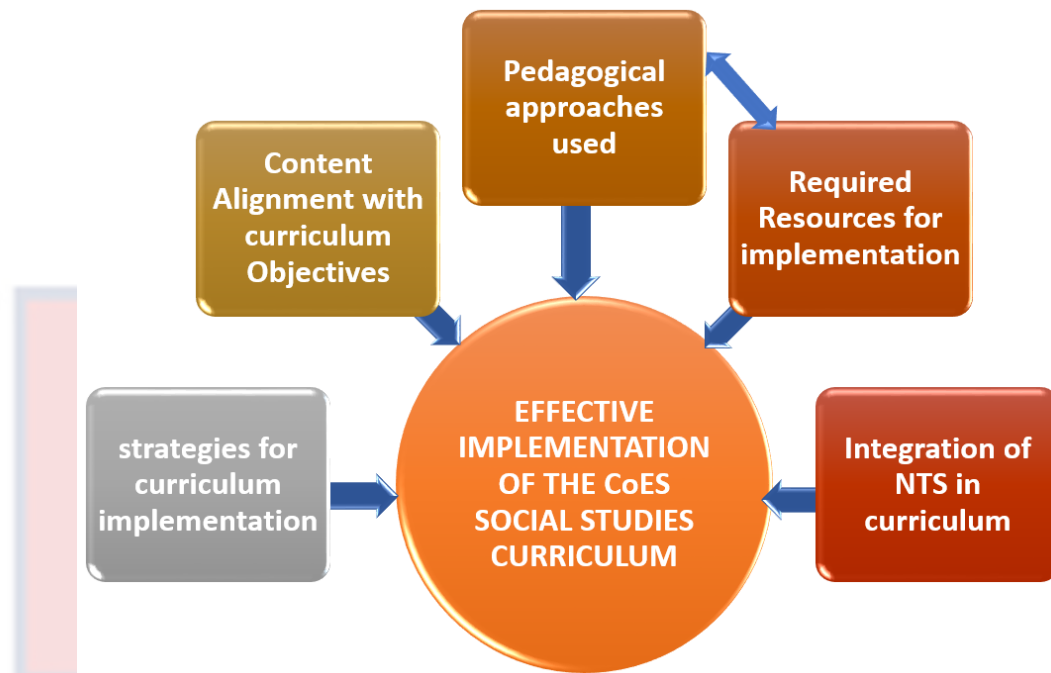 Pedagogical
approaches
used
Content
Alignment with
curriculum
Objectives
Required
Resources for
implementation
strategies for
curriculum
implementation
EFFECTIVE
IMPLEMENTATION
OF THE CoES
SOCIAL STUDIES
CURRICULUM
Integration of
NTS in
curriculum